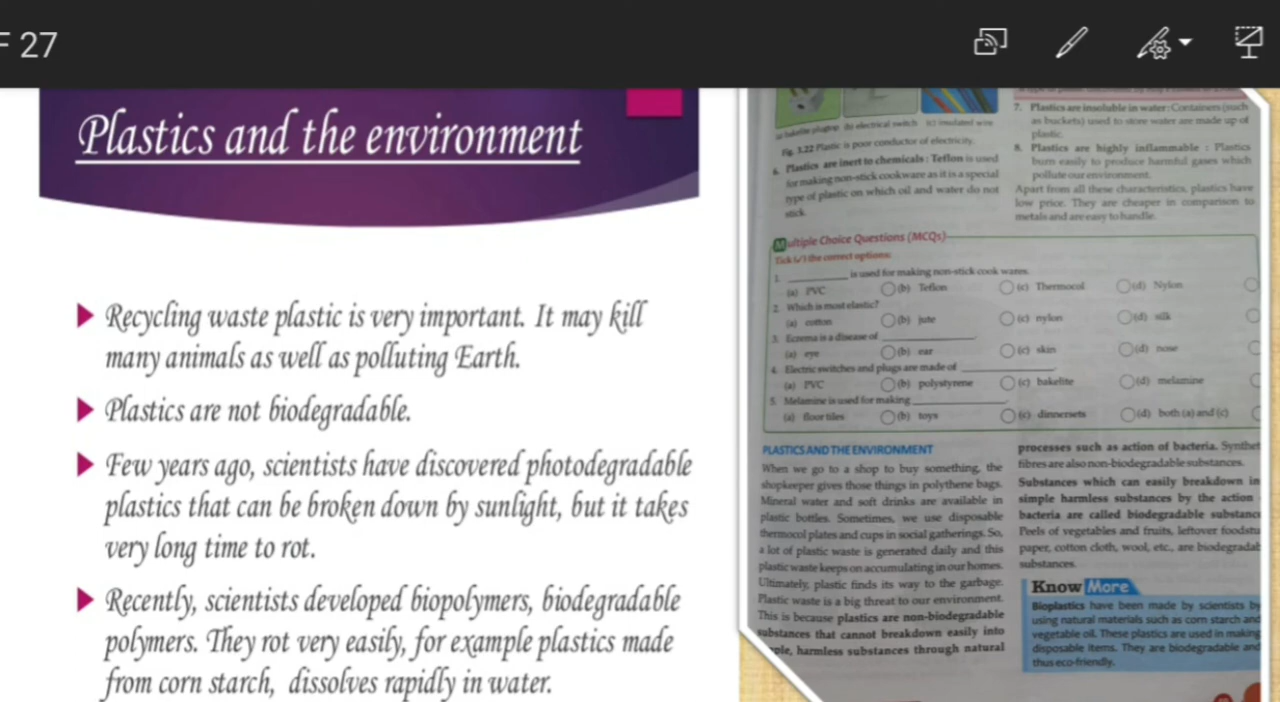 F 27
Plastics and the environment
Recycling waste plastic is very important. It may kill
many animals as well as polluting Earth.
Plastics are not biodegradable.
Few years ago, scientists have discovered photodegradable
plastics that can be broken down by sunlight, but it takes
very long time to rot.
Recently, scientists developed biopolymers, biodegradable
polymers. They rot very easily, for example plastics made
from corn starch, dissolves rapidly in water.
electrical switch (c) insulated wire
Fig. 3.22 Plastic is poor conductor of electricity.
6. Plastics are inert to chemicals : Teflon is used
for making non-stick cookware as it is a special
type of plastic on which oil and water do not
stick.
7. Plastics are insoluble in water : Containers (such
as buckets) used to store water are made up of
plastic.
8. Plastics are highly inflammable : Plastics
burn easily to produce harmful gases which
pollute our environment.
Apart from all these characteristics, plastics have
low price. They are cheaper in comparison to
metals and are easy to handle.
Multiple Choice Questions (MCQs)
Tick (✓) the correct options:
1. ________ is used for making non-stick cook wares.
(a) PVC (b) Teflon (c) Thermocol (d) Nylon
2. Which is most elastic?
(a) cotton (b) jute (c) nylon (d) silk
3. Eczema is a disease of ________
(a) eye (b) ear (c) skin (d) nose
4. Electric switches and plugs are made of ________
(a) PVC (b) polystyrene (c) bakelite (d) melamine
5. Melamine is used for making ________
(a) floor tiles (b) toys (c) dinnersets (d) both (a) and (c)
PLASTICS AND THE ENVIRONMENT
When we go to a shop to buy something, the
shopkeeper gives those things in polythene bags.
Mineral water and soft drinks are available in
plastic bottles. Sometimes, we use disposable
thermocol plates and cups in social gatherings. So,
a lot of plastic waste is generated daily and this
plastic waste keeps on accumulating in our homes.
Ultimately, plastic finds its way to the garbage.
Plastic waste is a big threat to our environment.
This is because plastics are non-biodegradable
substances that cannot breakdown easily into
ple, harmless substances through natural
processes such as action of bacteria. Synthet
fibres are also non-biodegradable substances.
Substances which can easily breakdown in
simple harmless substances by the action
bacteria are called biodegradable substanc
Peels of vegetables and fruits, leftover foodstu
paper, cotton cloth, wool, etc., are biodegradab
substances.
Know More
Bioplastics have been made by scientists by
using natural materials such as corn starch and
vegetable oil. These plastics are used in making
disposable items. They are biodegradable and
thus eco-friendly.